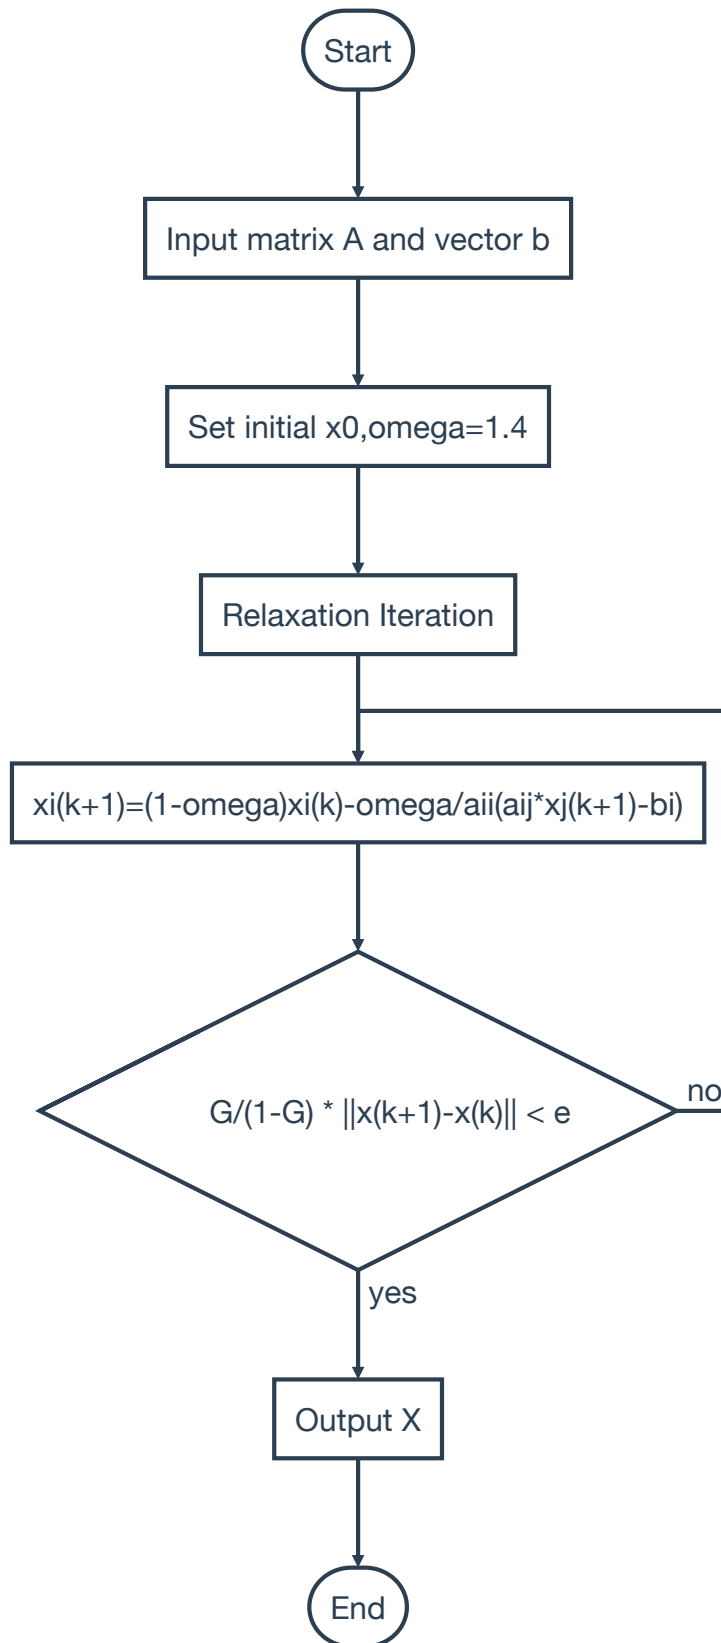 Start
Input matrix A and vector b
Set initial x0,omega=1.4
Relaxation Iteration
xi(k+1)=(1-omega)xi(k)-omega/aii(aij*xj(k+1)-bi)
G/(1-G) * ||x(k+1)-x(k)|| < e
no
yes
Output X
End